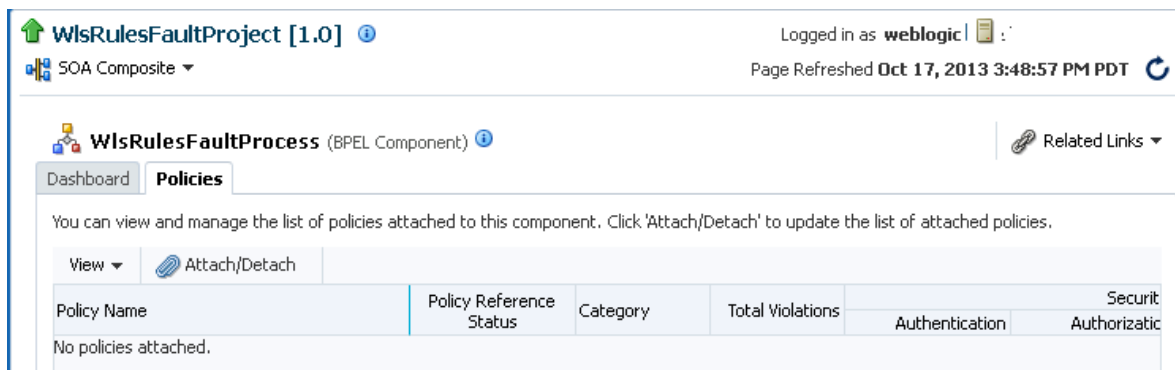 WlsRulesFaultProject [1.0]
Logged in as weblogic
SOA Composite
Page Refreshed Oct 17, 2013 3:48:57 PM PDT
WlsRulesFaultProcess (BPEL Component)
Related Links
Dashboard Policies
You can view and manage the list of policies attached to this component. Click 'Attach/Detach' to update the list of attached policies.
View Attach/Detach
Policy Name
Policy Reference Status
Category
Total Violations
Securit
Authentication
Authorizatic
No policies attached.